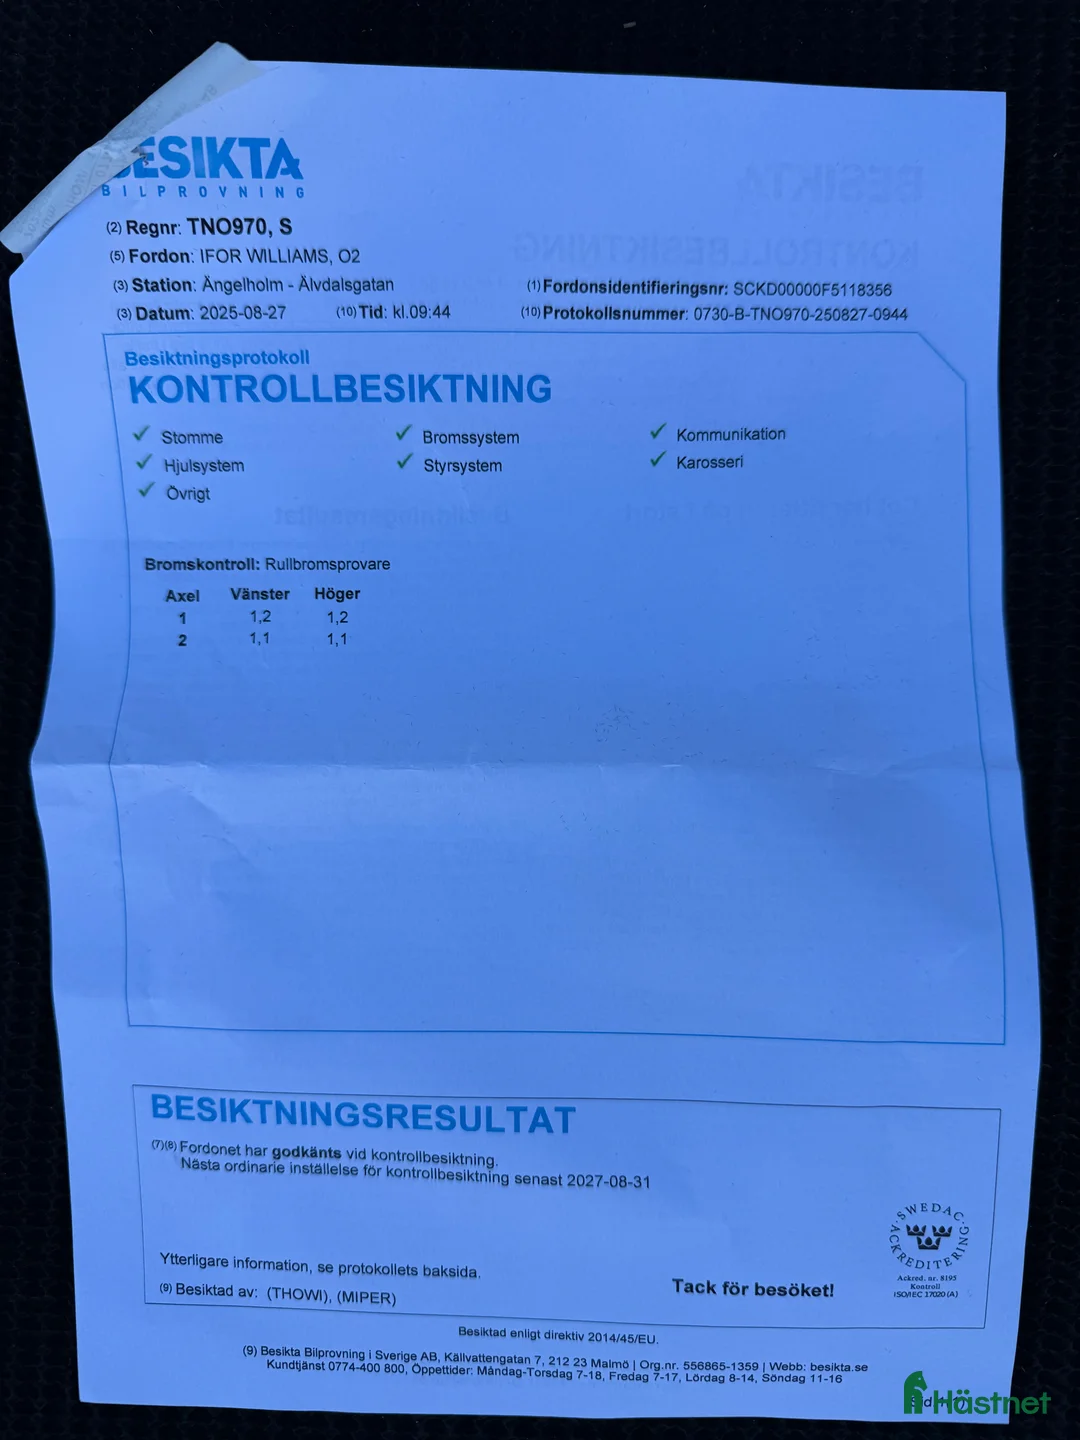 BESIKTA
BILPROVNING
(2) Regnr: TNO970, S
(5) Fordon: IFOR WILLIAMS, O2
(3) Station: Ängelholm - Älvdalsgatan
(1) Fordonsidentifieringsnr: SCKD00000F5118356
(3) Datum: 2025-08-27 (10) Tid: kl.09:44 (10) Protokollsnummer: 0730-B-TNO970-250827-0944
Besiktningsprotokoll
KONTROLLBESIKTNING
✓ Stomme ✓ Bromssystem ✓ Kommunikation
✓ Hjulsystem ✓ Styrsystem ✓ Karosseri
✓ Övrigt
Bromskontroll: Rullbromsprovare
Axel Vänster Höger
1 1,2 1,2
2 1,1 1,1
BESIKTNINGSRESULTAT
(7)(8) Fordonet har godkänts vid kontrollbesiktning.
Nästa ordinarie inställelse för kontrollbesiktning senast 2027-08-31
Ytterligare information, se protokollets baksida.
(9) Besiktad av: (THOWI), (MIPER)
Tack för besöket!
SWEDAC
ACKREDITERING
Ackred. nr. 8195
Kontroll
ISO/IEC 17020 (A)
Besiktad enligt direktiv 2014/45/EU.
(9) Besikta Bilprovning i Sverige AB, Källvattengatan 7, 212 23 Malmö | Org.nr. 556865-1359 | Webb: besikta.se
Kundtjänst 0774-400 800, Öppettider: Måndag-Torsdag 7-18, Fredag 7-17, Lördag 8-14, Söndag 11-16
Hästnet